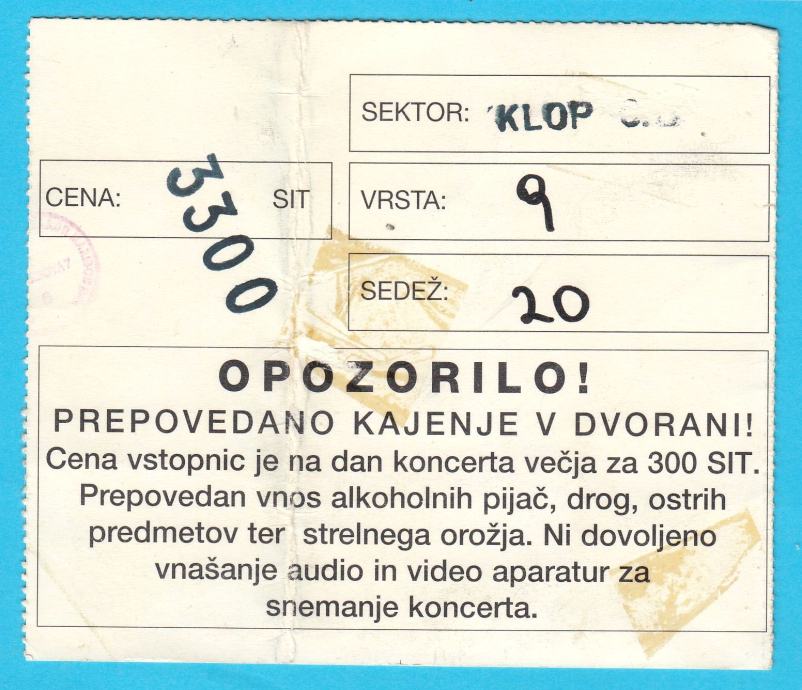 SEKTOR: KLOP
CENA: 3300 SIT
VRSTA: 9
SEDEŽ: 20
OPOZORILO!
PREPOVEDANO KAJENJE V DVORANI!
Cena vstopnic je na dan koncerta večja za 300 SIT.
Prepovedan vnos alkoholnih pijač, drog, ostrih
predmetov ter strelnega orožja. Ni dovoljeno
vnašanje audio in video aparatur za
snemanje koncerta.